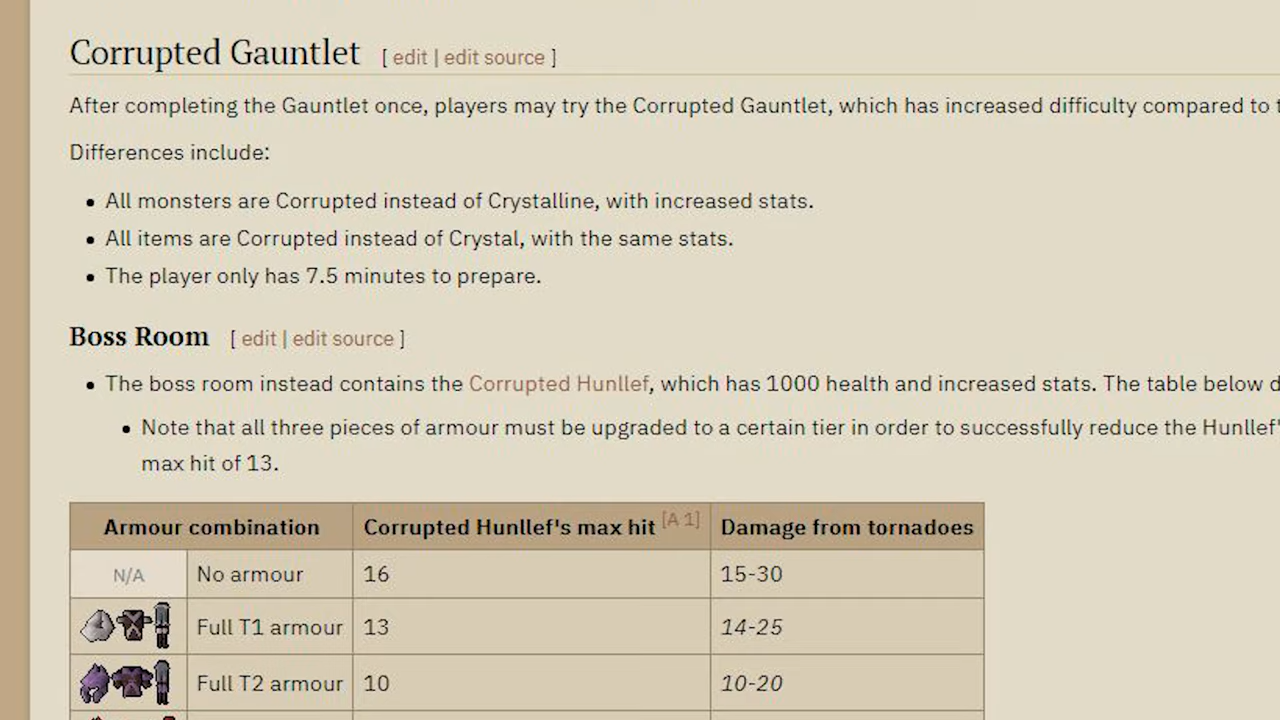 Corrupted Gauntlet [ edit | edit source ]
After completing the Gauntlet once, players may try the Corrupted Gauntlet, which has increased difficulty compared to
Differences include:
• All monsters are Corrupted instead of Crystalline, with increased stats.
• All items are Corrupted instead of Crystal, with the same stats.
• The player only has 7.5 minutes to prepare.
Boss Room [ edit | edit source ]
• The boss room instead contains the Corrupted Hunllef, which has 1000 health and increased stats. The table below
• Note that all three pieces of armour must be upgraded to a certain tier in order to successfully reduce the Hunllef'
max hit of 13.
Armour combination Corrupted Hunllef's max hit [A 1] Damage from tornadoes
N/A No armour 16 15-30
Full T1 armour 13 14-25
Full T2 armour 10 10-20